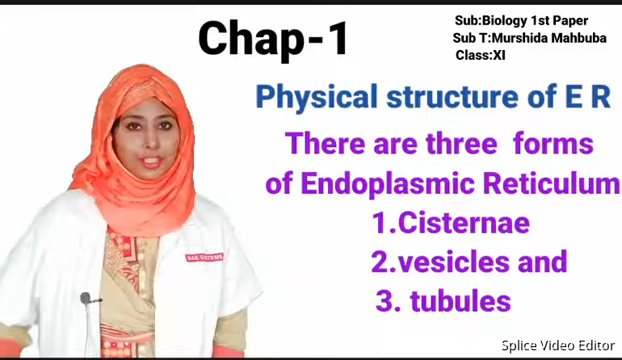 Chap-1
Sub:Biology 1st Paper
Sub T:Murshida Mahbuba
Class:XI
Physical structure of E R
There are three forms
of Endoplasmic Reticulum
1.Cisternae
2.vesicles and
3. tubules
Splice Video Editor